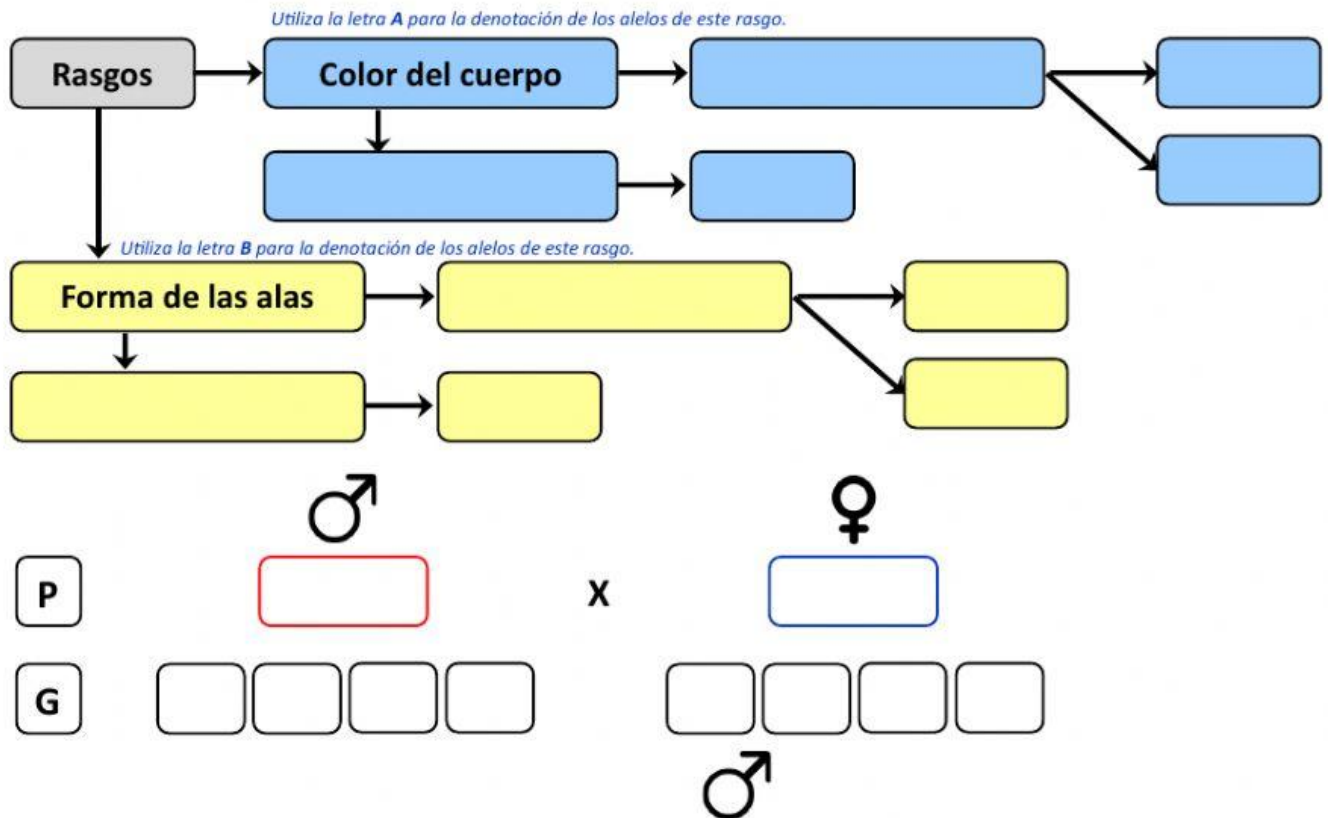 Utiliza la letra A para la denotación de los alelos de este rasgo.
Rasgos
Color del cuerpo
Utiliza la letra B para la denotación de los alelos de este rasgo.
Forma de las alas
P
X
G